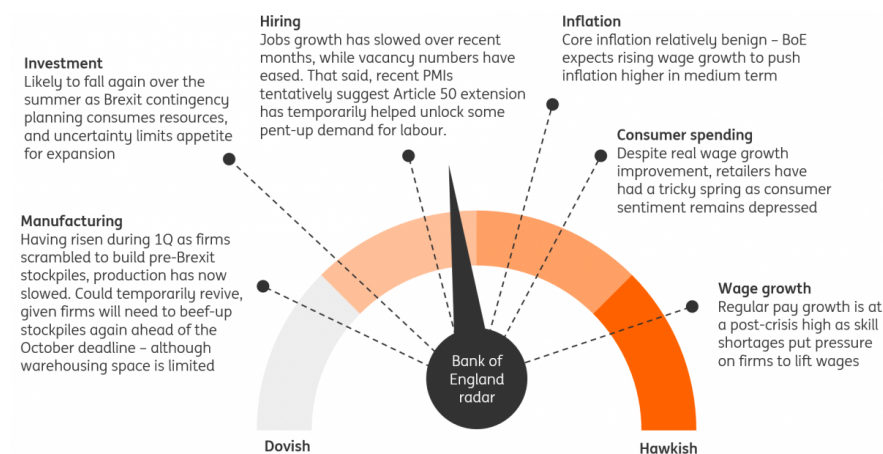 Hiring
Jobs growth has slowed over recent
months, while vacancy numbers have
eased. That said, recent PMIs
tentatively suggest Article 50 extension
has temporarily helped unlock some
pent-up demand for labour.
Inflation
Core inflation relatively benign – BoE
expects rising wage growth to push
inflation higher in medium term
Investment
Likely to fall again over the
summer as Brexit contingency
planning consumes resources,
and uncertainty limits appetite
for expansion
Consumer spending
Despite real wage growth
improvement, retailers have
had a tricky spring as consumer
sentiment remains depressed
Manufacturing
Having risen during 1Q as firms
scrambled to build pre-Brexit
stockpiles, production has now
slowed. Could temporarily revive,
given firms will need to beef-up
stockpiles again ahead of the
October deadline – although
warehousing space is limited
Wage growth
Regular pay growth is at
a post-crisis high as skill
shortages put pressure
on firms to lift wages
Bank of
England
radar
Dovish
Hawkish